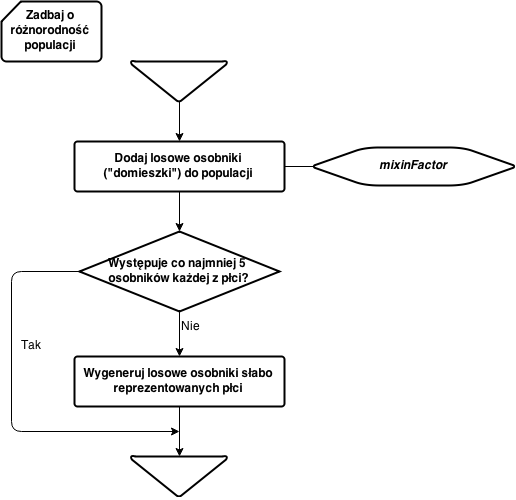 Zadbaj o
różnorodność
populacji
Dodaj losowe osobniki
("domieszki") do populacji
mixinFactor
Występuje co najmniej 5
osobników każdej z płci?
Nie
Tak
Wygeneruj losowe osobniki słabo
reprezentowanych płci